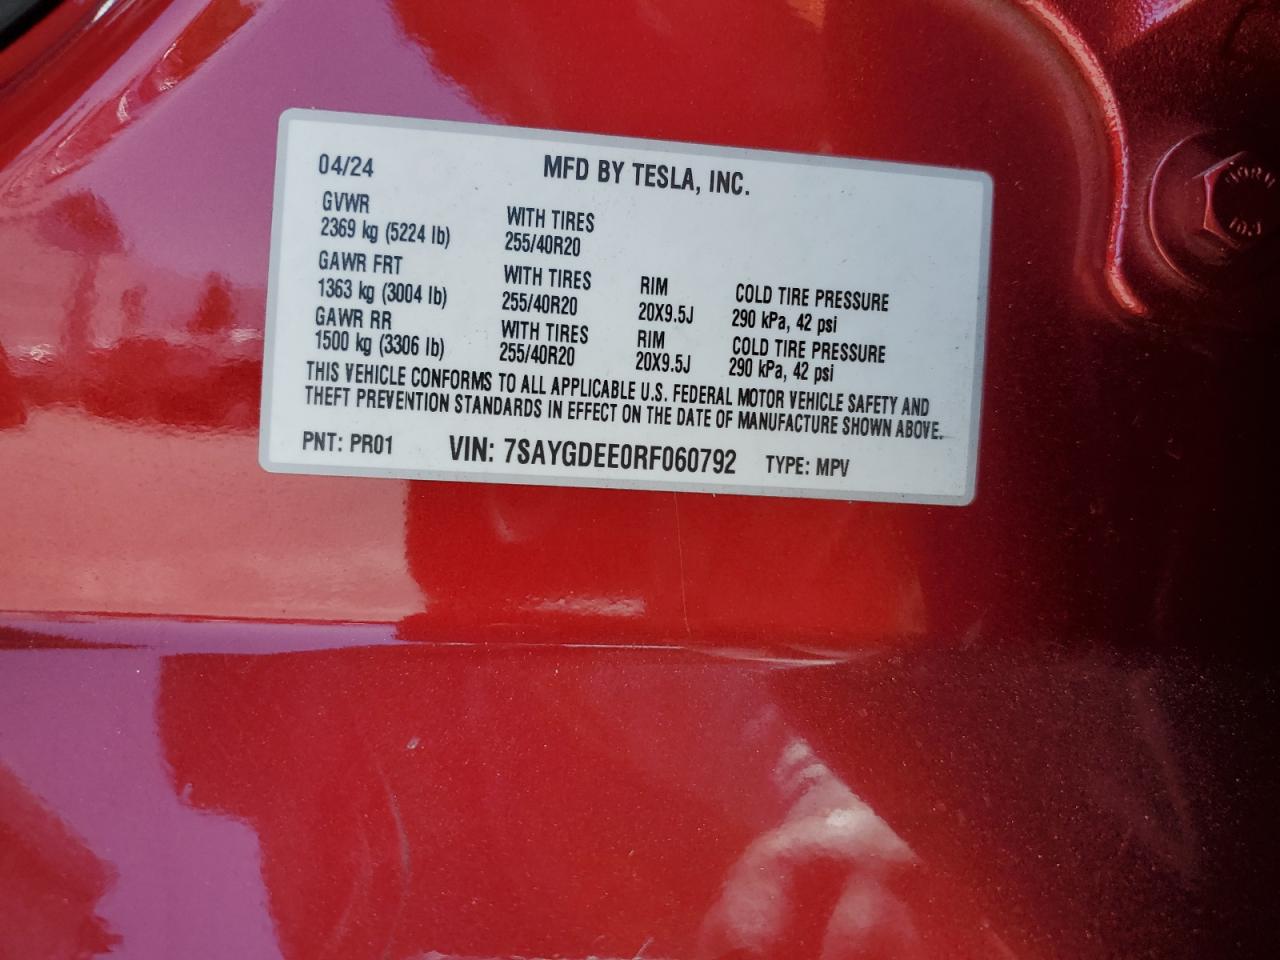 04/24 MFD BY TESLA, INC.
GVWR WITH TIRES
2369 kg (5224 lb) 255/40R20
GAWR FRT WITH TIRES RIM COLD TIRE PRESSURE
1363 kg (3004 lb) 255/40R20 20X9.5J 290 kPa, 42 psi
GAWR RR WITH TIRES RIM COLD TIRE PRESSURE
1500 kg (3306 lb) 255/40R20 20X9.5J 290 kPa, 42 psi
THIS VEHICLE CONFORMS TO ALL APPLICABLE U.S. FEDERAL MOTOR VEHICLE SAFETY AND
THEFT PREVENTION STANDARDS IN EFFECT ON THE DATE OF MANUFACTURE SHOWN ABOVE.
PNT: PR01 VIN: 7SAYGDEE0RF060792 TYPE: MPV